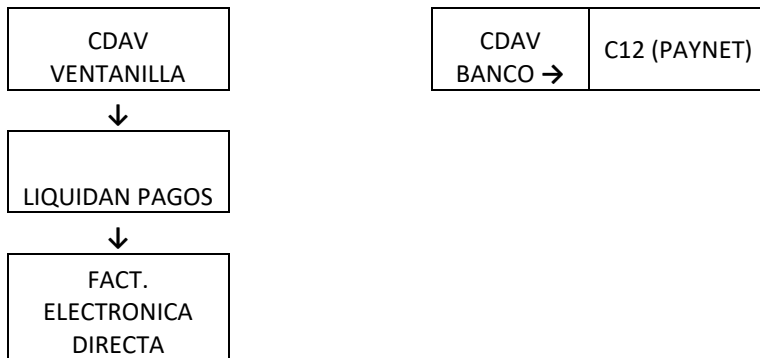 CDAV
VENTANILLA
↓
LIQUIDAN PAGOS
↓
FACT.
ELECTRONICA
DIRECTA
CDAV
BANCO →
C12 (PAYNET)